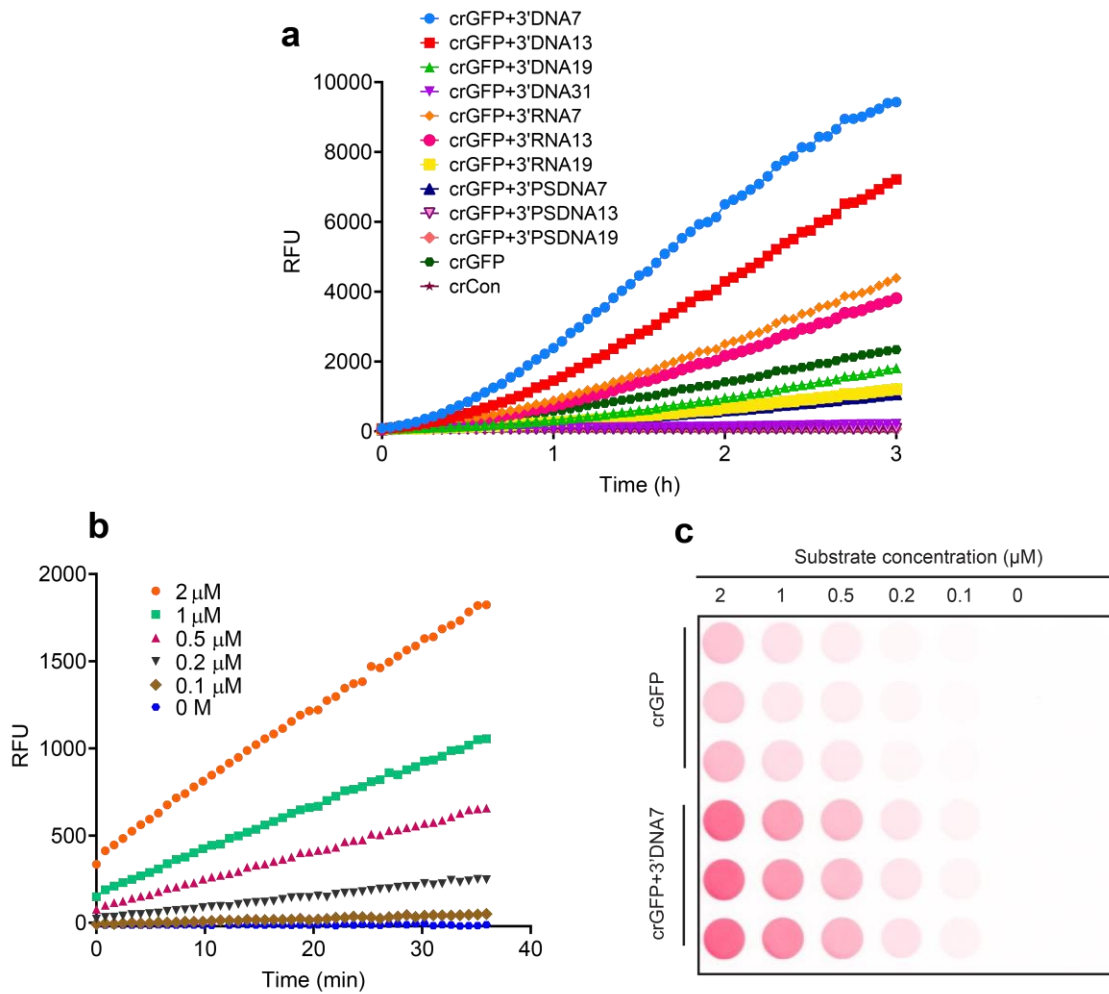 a
crGFP+3'DNA7
crGFP+3'DNA13
crGFP+3'DNA19
crGFP+3'DNA31
crGFP+3'RNA7
crGFP+3'RNA13
crGFP+3'RNA19
crGFP+3'PSDNA7
crGFP+3'PSDNA13
crGFP+3'PSDNA19
crGFP
crCon
10000
8000
6000
4000
2000
0
RFU
0 1 2 3
Time (h)
b
2000
1500
1000
500
0
RFU
2 μM
1 μM
0.5 μM
0.2 μM
0.1 μM
0 M
0 10 20 30 40
Time (min)
c
Substrate concentration (μM)
2 1 0.5 0.2 0.1 0
crGFP
crGFP+3'DNA7